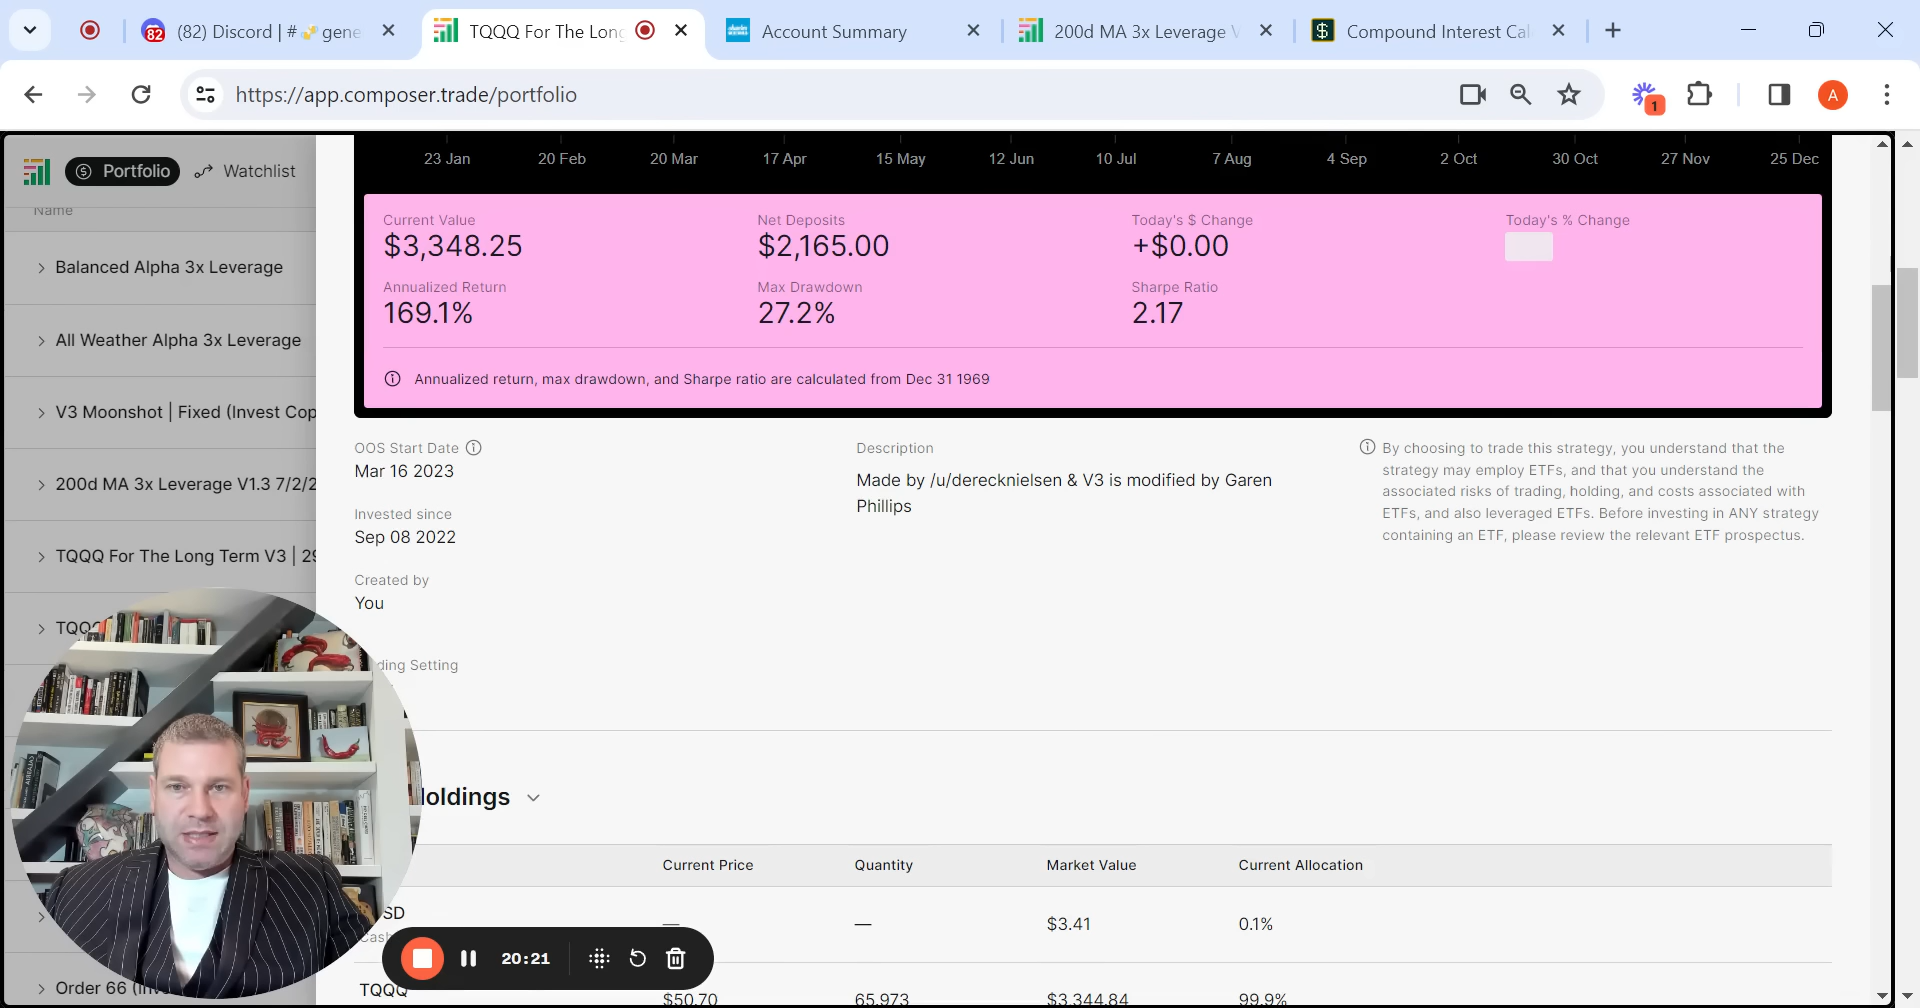 (82) Discord | # gene
TQQQ For The Long
Account Summary
200d MA 3x Leverage V
Compound Interest Cal
https://app.composer.trade/portfolio
1
A
Portfolio
Watchlist
Name
Balanced Alpha 3x Leverage
All Weather Alpha 3x Leverage
V3 Moonshot | Fixed (Invest Cop
200d MA 3x Leverage V1.3 7/2/2
TQQQ For The Long Term V3 | 29
TQQ
Order 66 (Inv
23 Jan 20 Feb 20 Mar 17 Apr 15 May 12 Jun 10 Jul 7 Aug 4 Sep 2 Oct 30 Oct 27 Nov 25 Dec
Current Value Net Deposits Today's $ Change Today's % Change
$3,348.25 $2,165.00 +$0.00
Annualized Return Max Drawdown Sharpe Ratio
169.1% 27.2% 2.17
Annualized return, max drawdown, and Sharpe ratio are calculated from Dec 31 1969
OOS Start Date
Mar 16 2023
Invested since
Sep 08 2022
Created by
You
ding Setting
Description
Made by /u/derecknielsen & V3 is modified by Garen
Phillips
By choosing to trade this strategy, you understand that the
strategy may employ ETFs, and that you understand the
associated risks of trading, holding, and costs associated with
ETFs, and also leveraged ETFs. Before investing in ANY strategy
containing an ETF, please review the relevant ETF prospectus.
oldings
Current Price Quantity Market Value Current Allocation
SD
Cash
— — $3.41 0.1%
TQQQ
$50.70 65.973 $3,344.84 99.9%
20:21